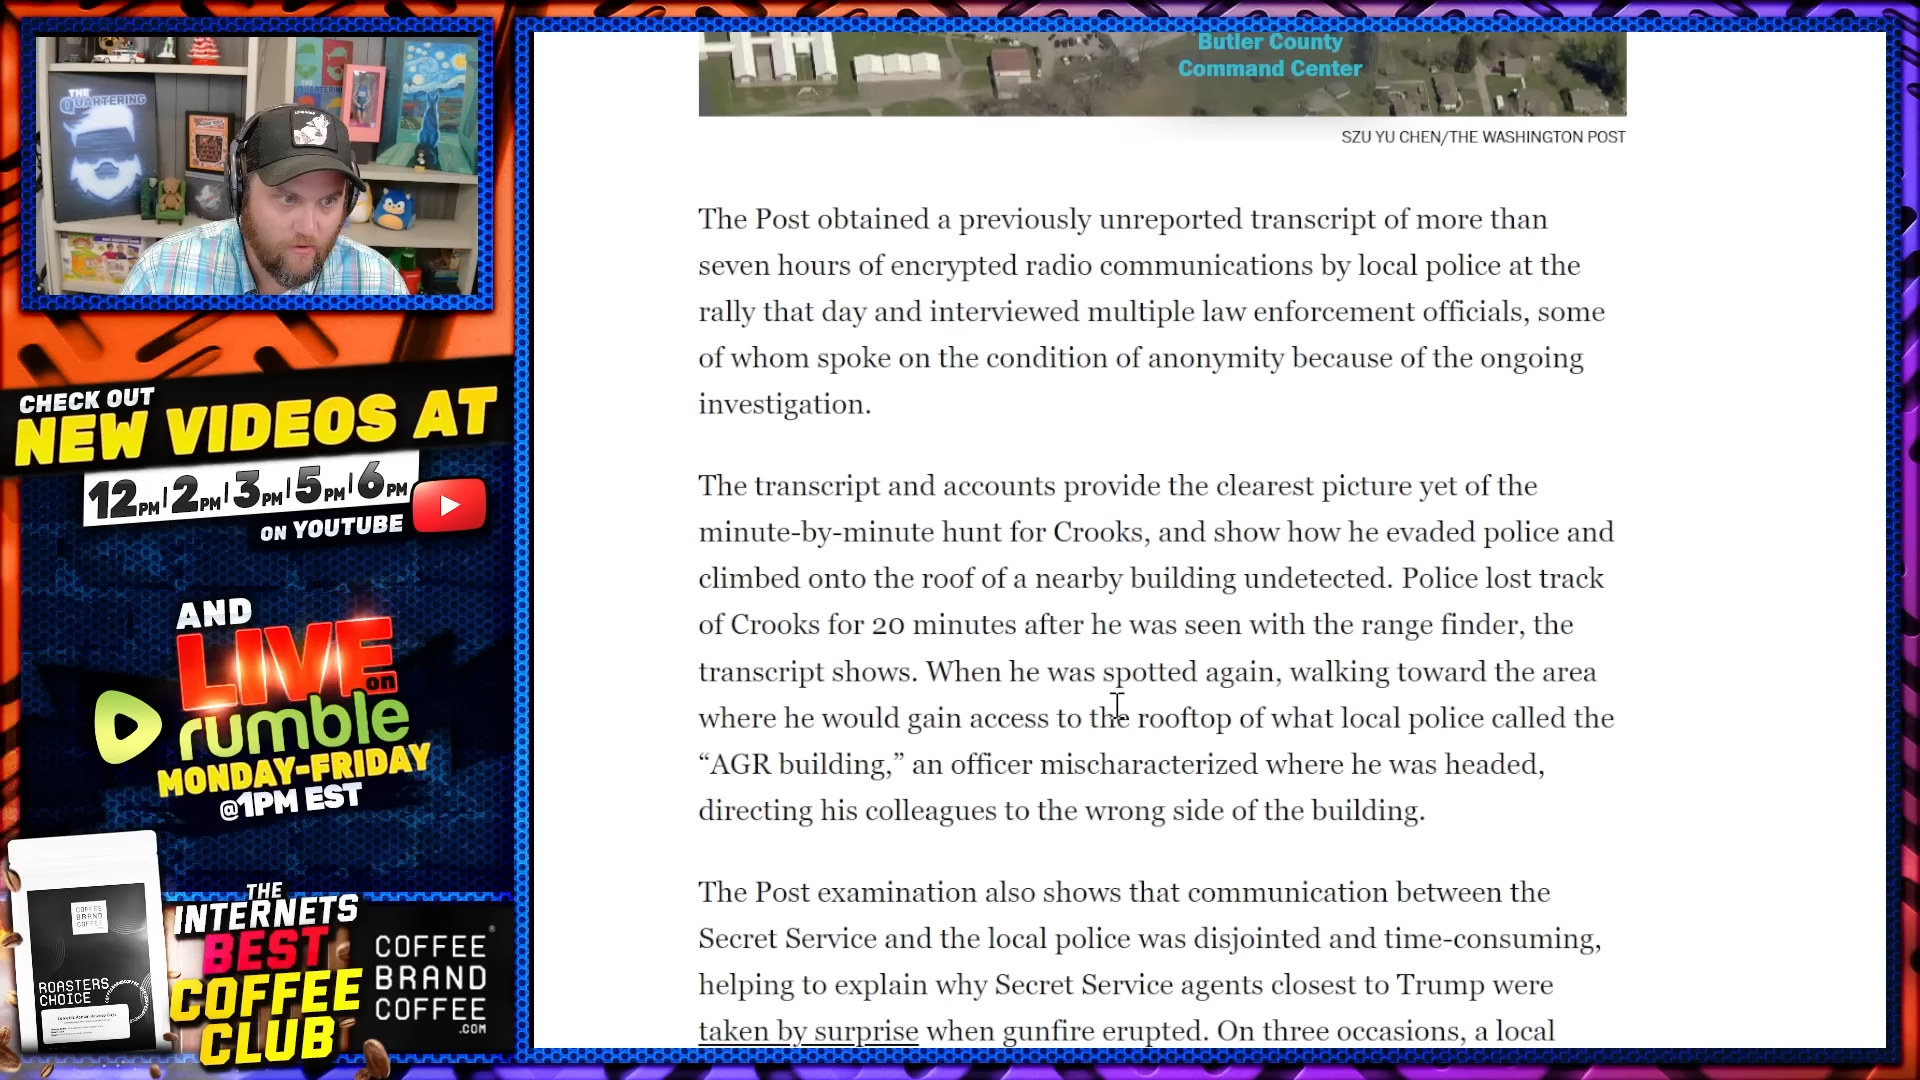 THE
QUARTERING
CHECK OUT
NEW VIDEOS AT
12PM | 2PM | 3PM | 5PM | 6PM
ON YOUTUBE
AND
LIVE on
rumble
MONDAY-FRIDAY
@1PM EST
COFFEE
BRAND
COFFEE
ROASTERS
CHOICE
THE
INTERNETS
BEST
COFFEE
CLUB
COFFEE
BRAND
COFFEE
.COM
Butler County
Command Center
SZU YU CHEN/THE WASHINGTON POST
The Post obtained a previously unreported transcript of more than
seven hours of encrypted radio communications by local police at the
rally that day and interviewed multiple law enforcement officials, some
of whom spoke on the condition of anonymity because of the ongoing
investigation.
The transcript and accounts provide the clearest picture yet of the
minute-by-minute hunt for Crooks, and show how he evaded police and
climbed onto the roof of a nearby building undetected. Police lost track
of Crooks for 20 minutes after he was seen with the range finder, the
transcript shows. When he was spotted again, walking toward the area
where he would gain access to the rooftop of what local police called the
“AGR building,” an officer mischaracterized where he was headed,
directing his colleagues to the wrong side of the building.
The Post examination also shows that communication between the
Secret Service and the local police was disjointed and time-consuming,
helping to explain why Secret Service agents closest to Trump were
taken by surprise when gunfire erupted. On three occasions, a local